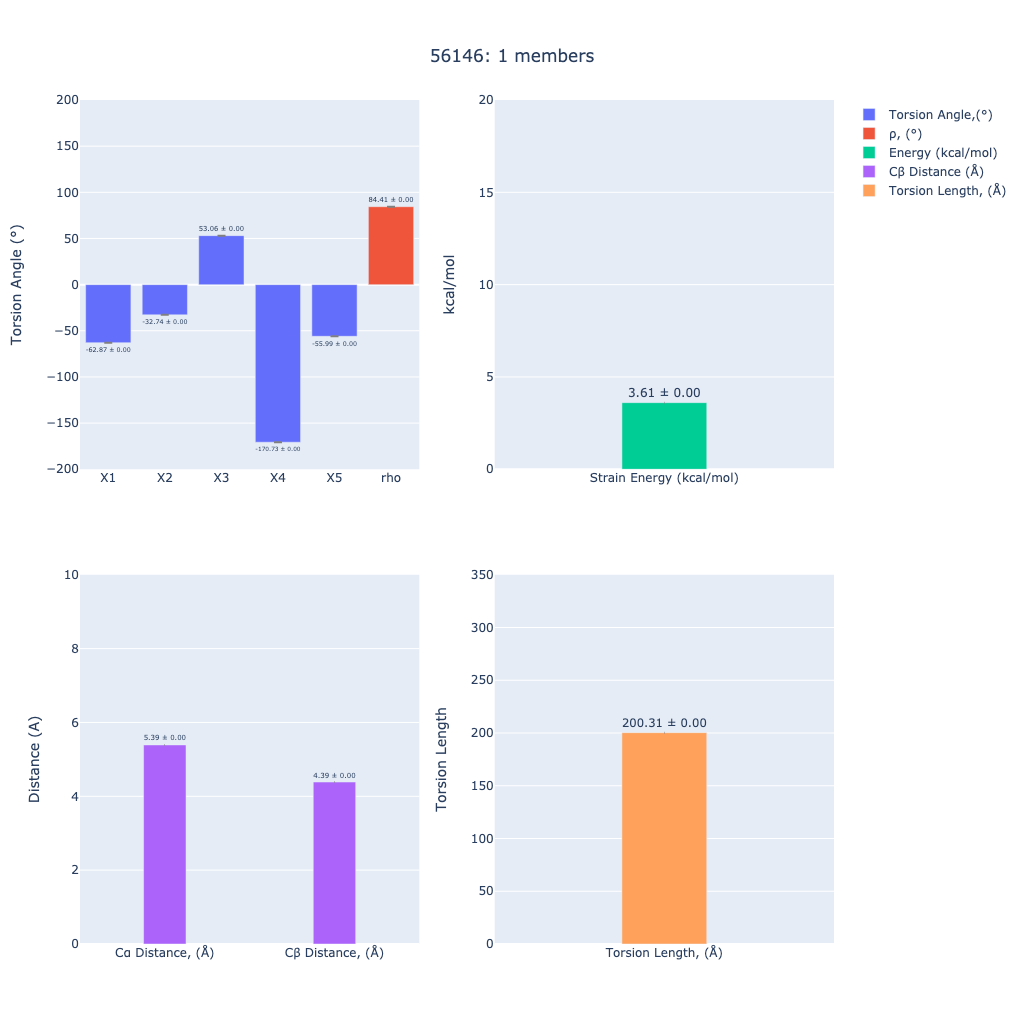 56146: 1 members
Torsion Angle (°)
200
150
100
50
0
−50
−100
−150
−200
-62.87 ± 0.00
-32.74 ± 0.00
53.06 ± 0.00
-170.73 ± 0.00
-55.99 ± 0.00
84.41 ± 0.00
X1 X2 X3 X4 X5 rho
kcal/mol
20
15
10
5
0
3.61 ± 0.00
Strain Energy (kcal/mol)
Torsion Angle,(°)
ρ, (°)
Energy (kcal/mol)
Cβ Distance (Å)
Torsion Length, (Å)
Distance (A)
10
8
6
4
2
0
5.39 ± 0.00
4.39 ± 0.00
Cα Distance, (Å) Cβ Distance, (Å)
Torsion Length
350
300
250
200
150
100
50
0
200.31 ± 0.00
Torsion Length, (Å)